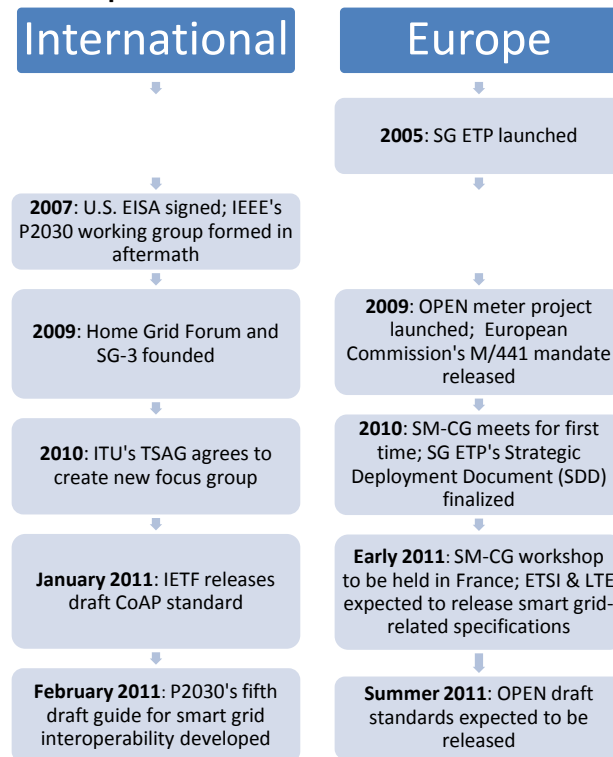 International
2007: U.S. EISA signed; IEEE's
P2030 working group formed in
aftermath
2009: Home Grid Forum and
SG-3 founded
2010: ITU's TSAG agrees to
create new focus group
January 2011: IETF releases
draft CoAP standard
February 2011: P2030's fifth
draft guide for smart grid
interoperability developed
Europe
2005: SG ETP launched
2009: OPEN meter project
launched; European
Commission's M/441 mandate
released
2010: SM-CG meets for first
time; SG ETP's Strategic
Deployment Document (SDD)
finalized
Early 2011: SM-CG workshop
to be held in France; ETSI & LTE
expected to release smart grid-
related specifications
Summer 2011: OPEN draft
standards expected to be
released